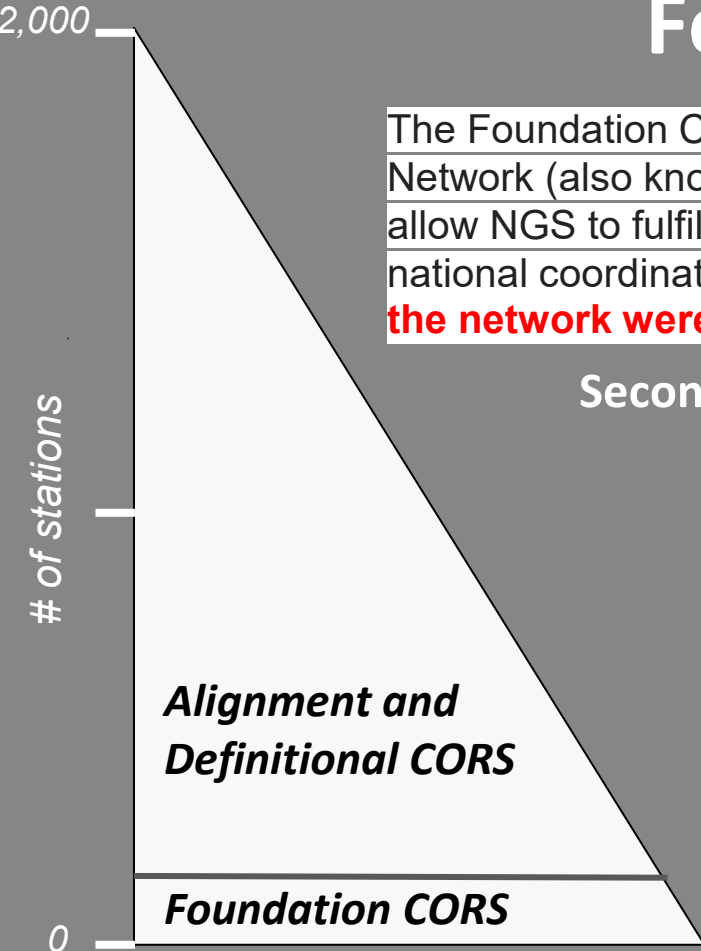 2,000
Fo
The Foundation C
Network (also kno
allow NGS to fulfil
national coordinat
the network were
Secon
# of stations
Alignment and
Definitional CORS
Foundation CORS
0